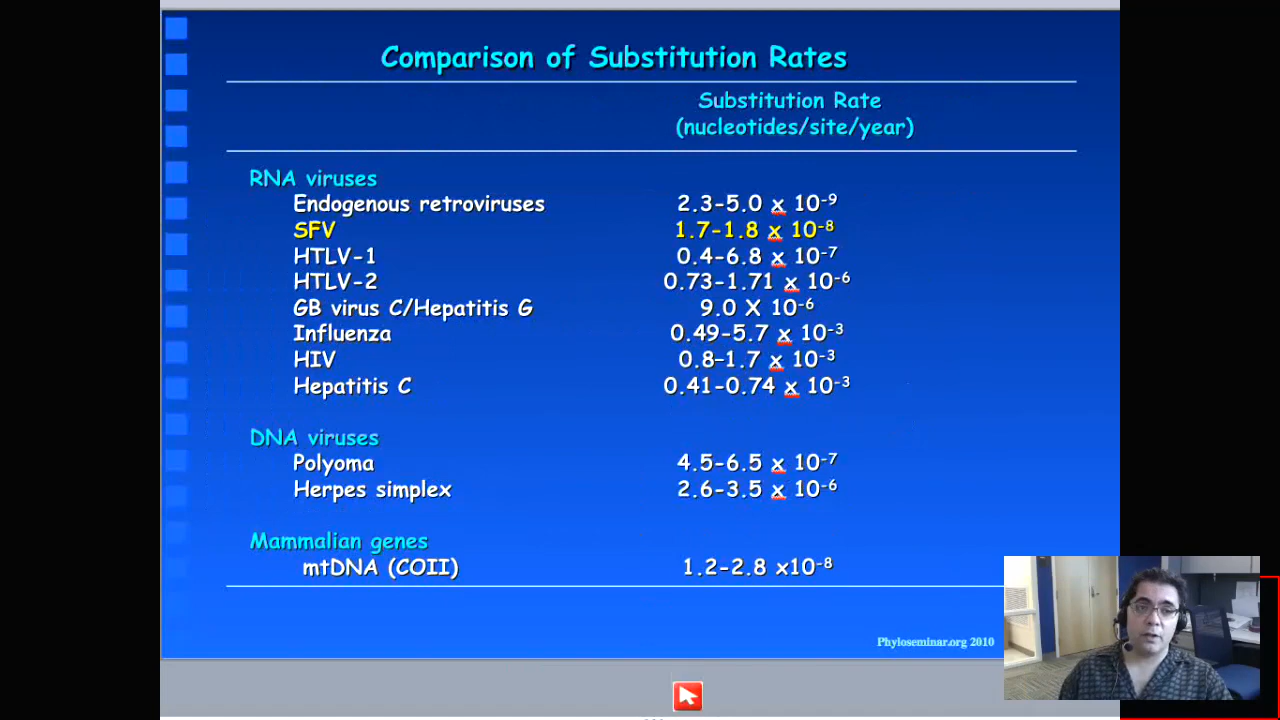 Comparison of Substitution Rates
Substitution Rate
(nucleotides/site/year)
RNA viruses
Endogenous retroviruses 2.3-5.0 x 10⁻⁹
SFV 1.7-1.8 x 10⁻⁸
HTLV-1 0.4-6.8 x 10⁻⁷
HTLV-2 0.73-1.71 x 10⁻⁶
GB virus C/Hepatitis G 9.0 X 10⁻⁶
Influenza 0.49-5.7 x 10⁻³
HIV 0.8-1.7 x 10⁻³
Hepatitis C 0.41-0.74 x 10⁻³
DNA viruses
Polyoma 4.5-6.5 x 10⁻⁷
Herpes simplex 2.6-3.5 x 10⁻⁶
Mammalian genes
mtDNA (COII) 1.2-2.8 x10⁻⁸
Phyloseminar.org 2010